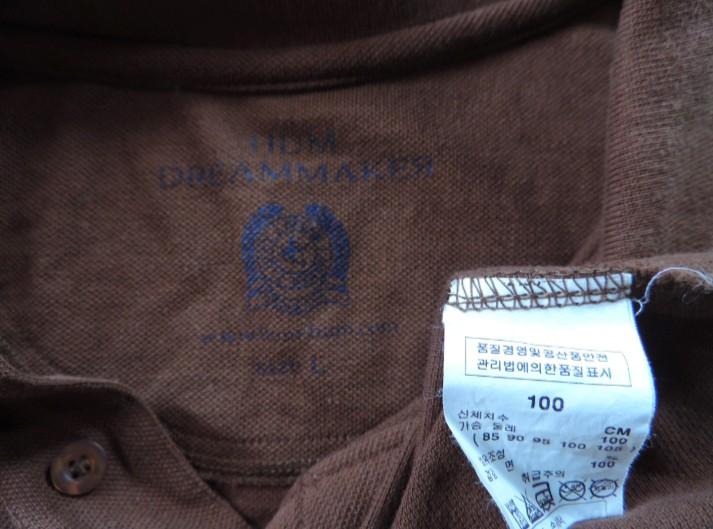 HUM
DREAMMAKER
SIZE L
품질경영및공산품안전
관리법에의한품질표시
100
신체치수 CM
가슴 둘레 100
( 85 90 95 100 105 )
%
면 100
취급주의